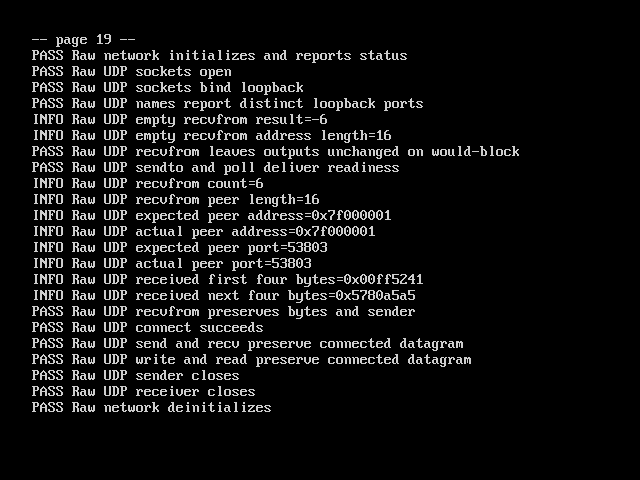 -- page 19 --
PASS Raw network initializes and reports status
PASS Raw UDP sockets open
PASS Raw UDP sockets bind loopback
PASS Raw UDP names report distinct loopback ports
INFO Raw UDP empty recvfrom result=-6
INFO Raw UDP empty recvfrom address length=16
PASS Raw UDP recvfrom leaves outputs unchanged on would-block
PASS Raw UDP sendto and poll deliver readiness
INFO Raw UDP recvfrom count=6
INFO Raw UDP recvfrom peer length=16
INFO Raw UDP expected peer address=0x7f000001
INFO Raw UDP actual peer address=0x7f000001
INFO Raw UDP expected peer port=53803
INFO Raw UDP actual peer port=53803
INFO Raw UDP received first four bytes=0x00ff5241
INFO Raw UDP received next four bytes=0x5780a5a5
PASS Raw UDP recvfrom preserves bytes and sender
PASS Raw UDP connect succeeds
PASS Raw UDP send and recv preserve connected datagram
PASS Raw UDP write and read preserve connected datagram
PASS Raw UDP sender closes
PASS Raw UDP receiver closes
PASS Raw network deinitializes